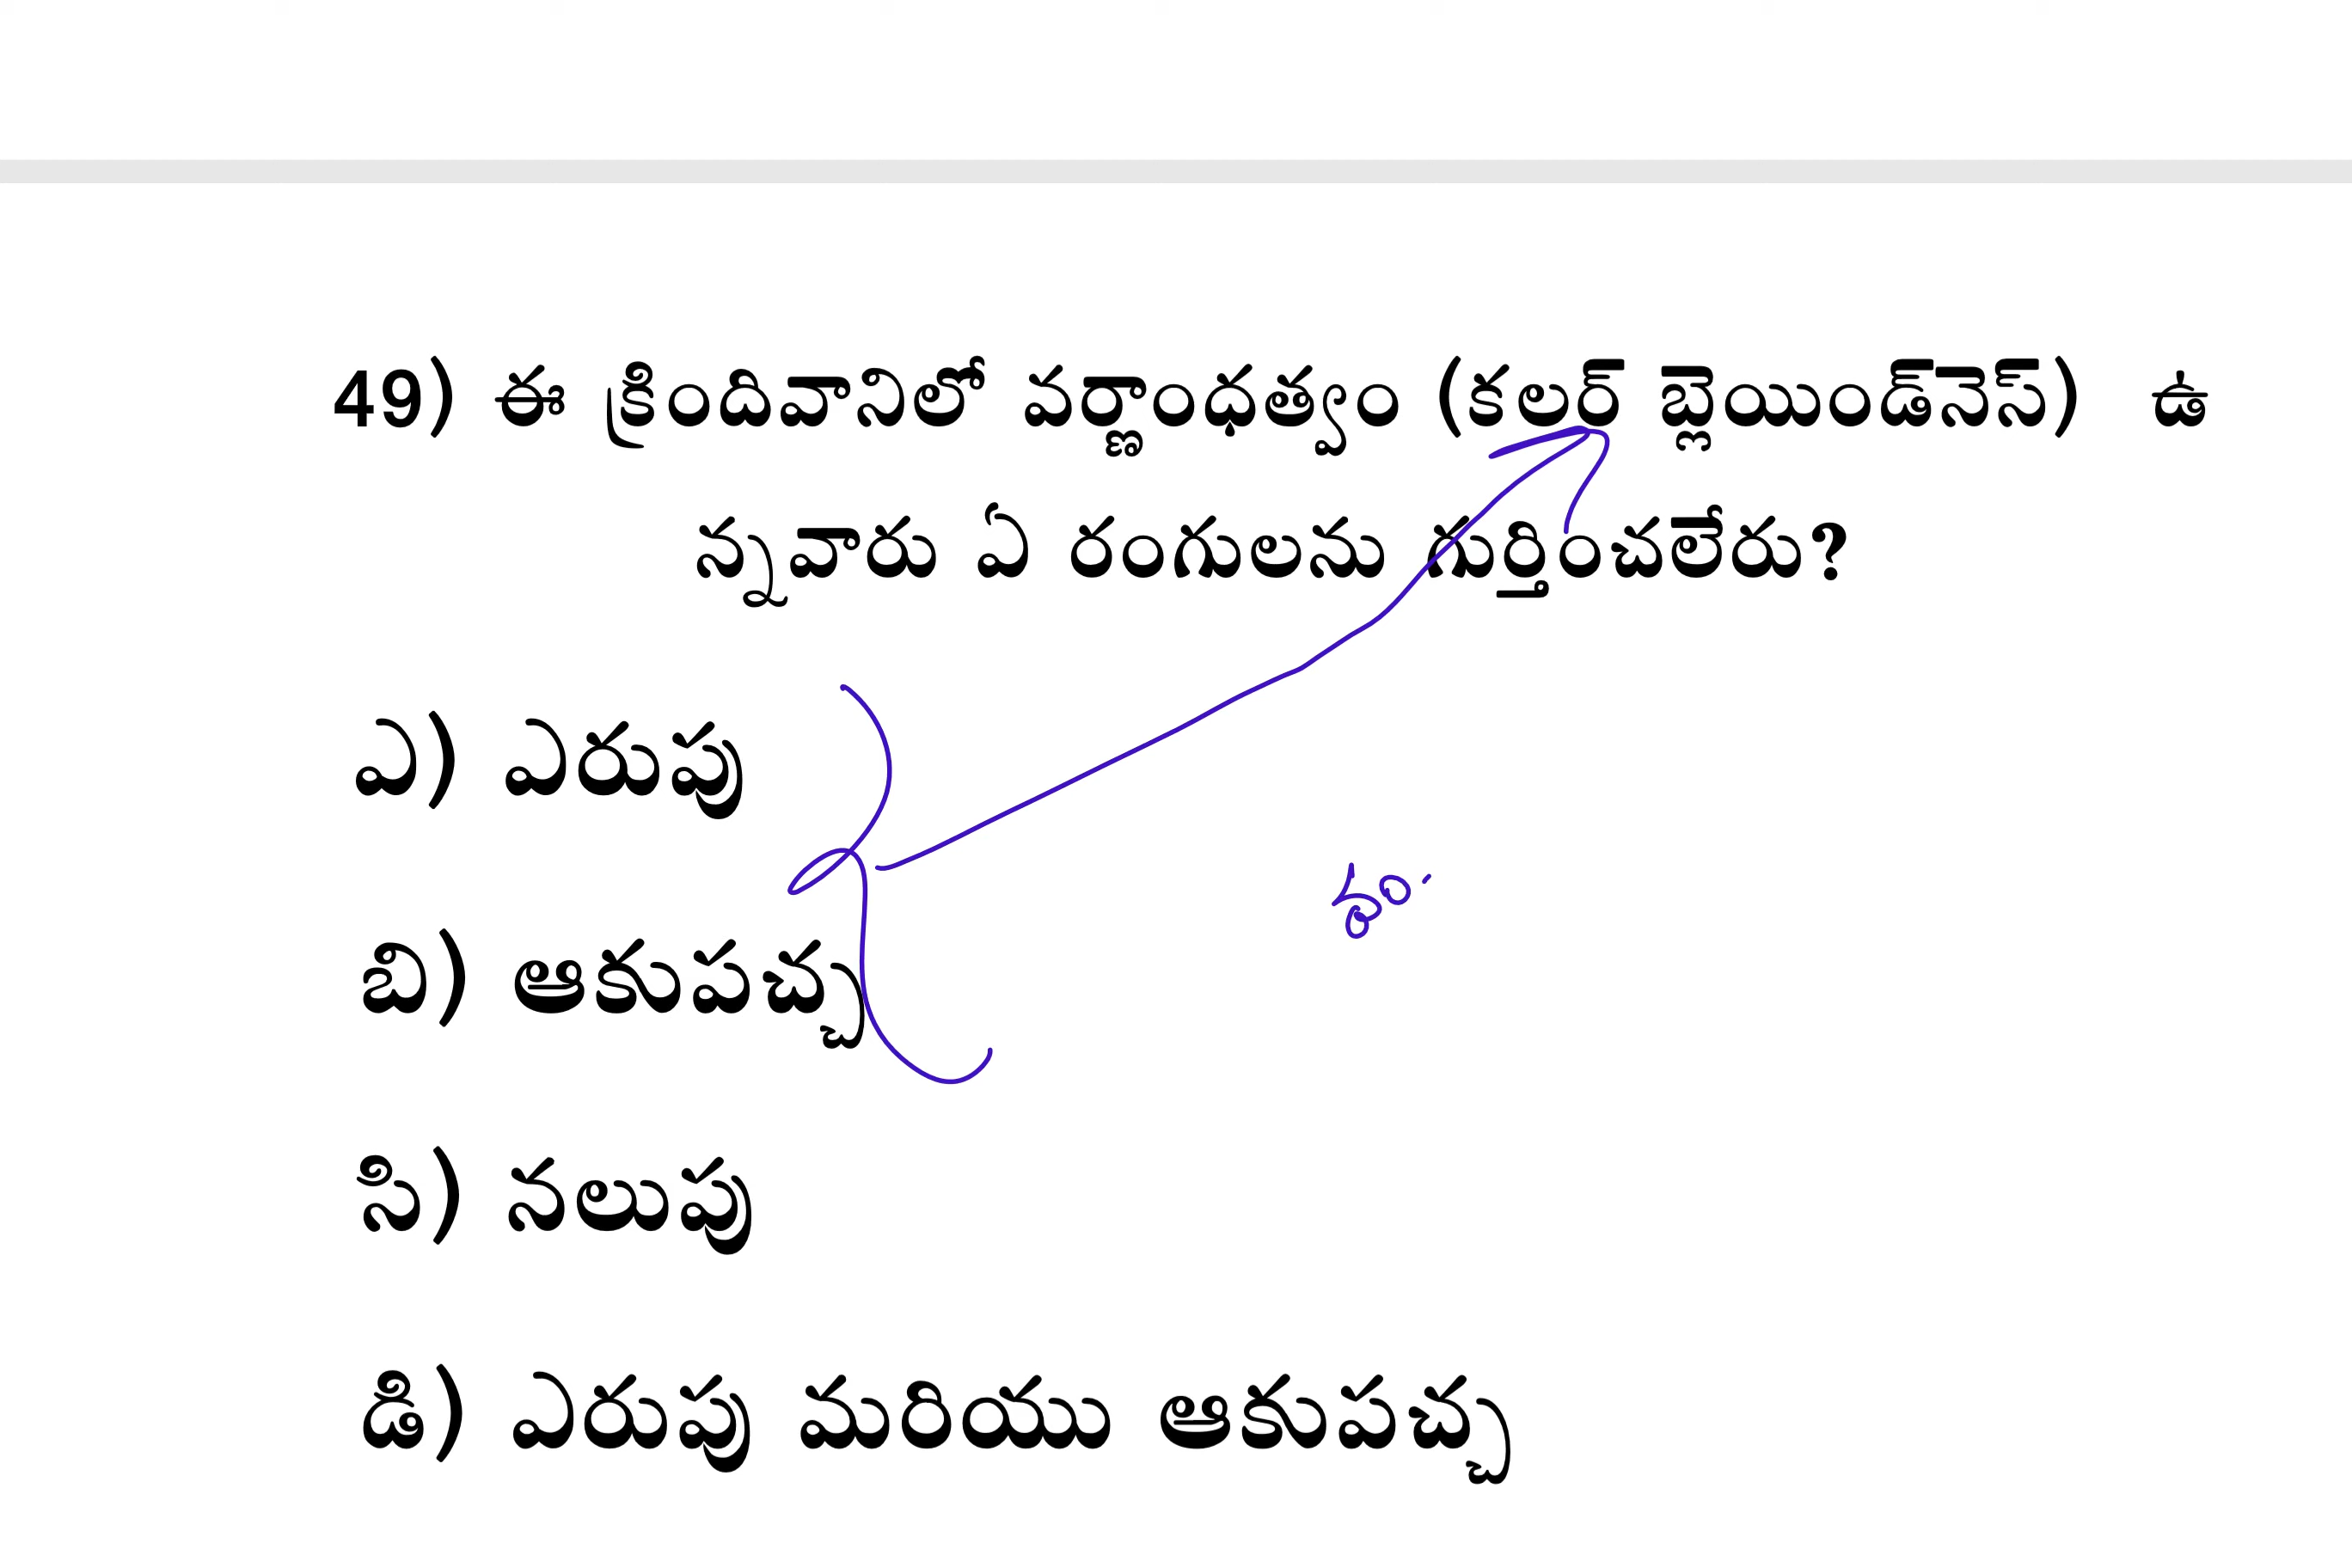 49) ఈ క్రిందివానితో వర్ణాంధత్వం (కలర్ బ్లెయిండ్‌నెస్) ఉ
న్నవారు ఏ రంగులను గుర్తించలేరు?
ఎ) ఎరుపు
బి) ఆకుపచ్చ
సి) నలుపు
డి) ఎరుపు మరియు ఆకుపచ్చ